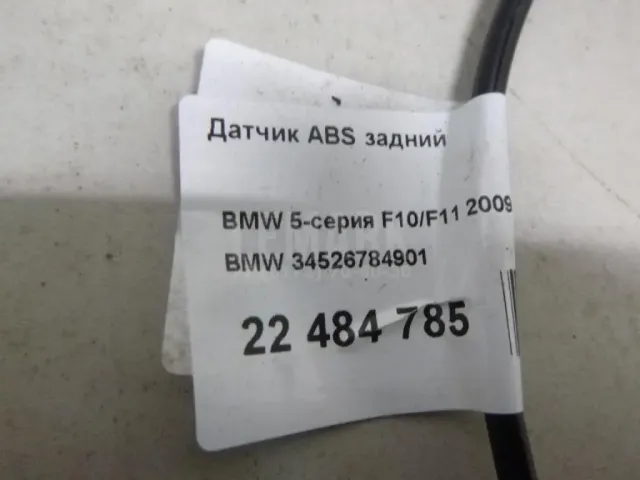 Датчик ABS задний
BMW 5-серия F10/F11 2009
BMW 34526784901
22 484 785